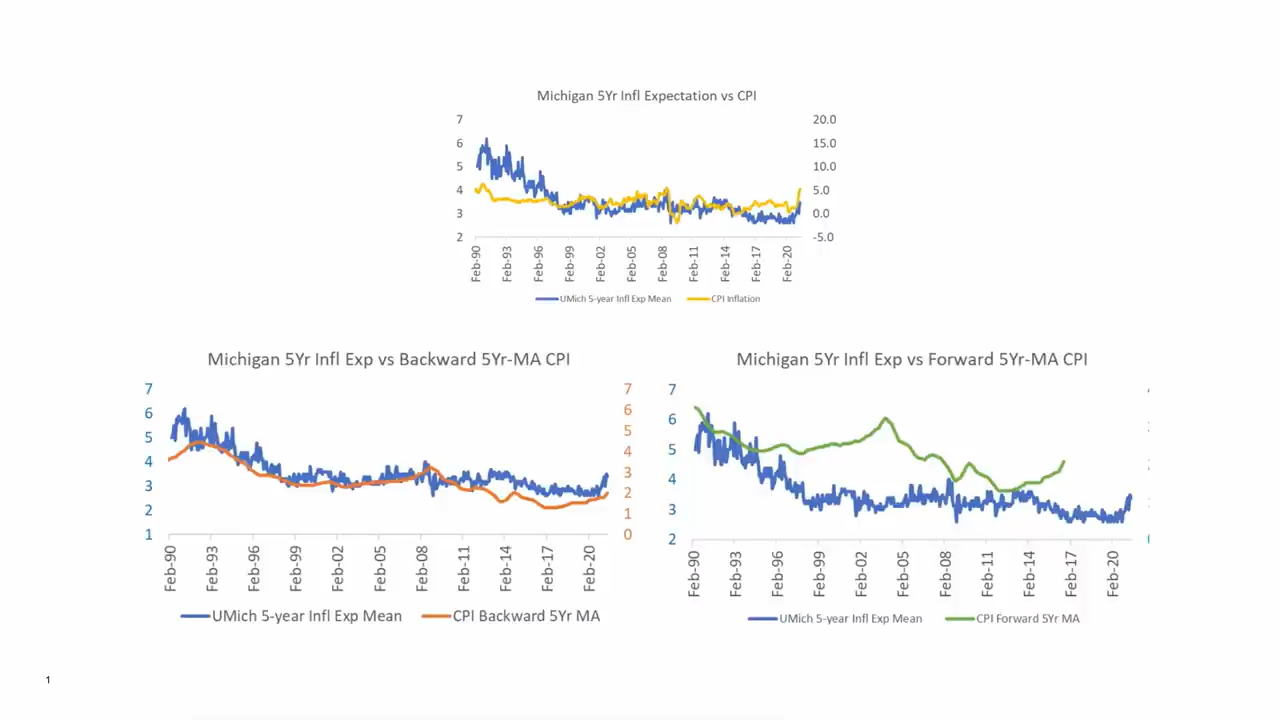 Michigan 5Yr Infl Expectation vs CPI
7 20.0
6 15.0
5 10.0
4 5.0
3 0.0
2 -5.0
Feb-90 Feb-93 Feb-96 Feb-99 Feb-02 Feb-05 Feb-08 Feb-11 Feb-14 Feb-17 Feb-20
UMich 5-year Infl Exp Mean CPI Inflation
Michigan 5Yr Infl Exp vs Backward 5Yr-MA CPI
7 7
6 6
5 5
4 4
3 3
2 2
1 1
0
Feb-90 Feb-93 Feb-96 Feb-99 Feb-02 Feb-05 Feb-08 Feb-11 Feb-14 Feb-17 Feb-20
UMich 5-year Infl Exp Mean CPI Backward 5Yr MA
Michigan 5Yr Infl Exp vs Forward 5Yr-MA CPI
7
6
5
4
3
2
Feb-90 Feb-93 Feb-96 Feb-99 Feb-02 Feb-05 Feb-08 Feb-11 Feb-14 Feb-17 Feb-20
UMich 5-year Infl Exp Mean CPI Forward 5Yr MA
1